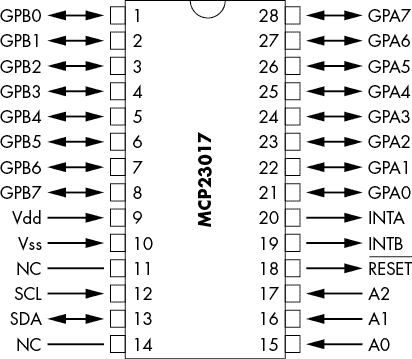 GPB0 1 28 GPA7
GPB1 2 27 GPA6
GPB2 3 26 GPA5
GPB3 4 25 GPA4
GPB4 5 24 GPA3
GPB5 6 23 GPA2
GPB6 7 22 GPA1
GPB7 8 21 GPA0
Vdd 9 20 INTA
Vss 10 19 INTB
NC 11 18 RESET
SCL 12 17 A2
SDA 13 16 A1
NC 14 15 A0
MCP23017